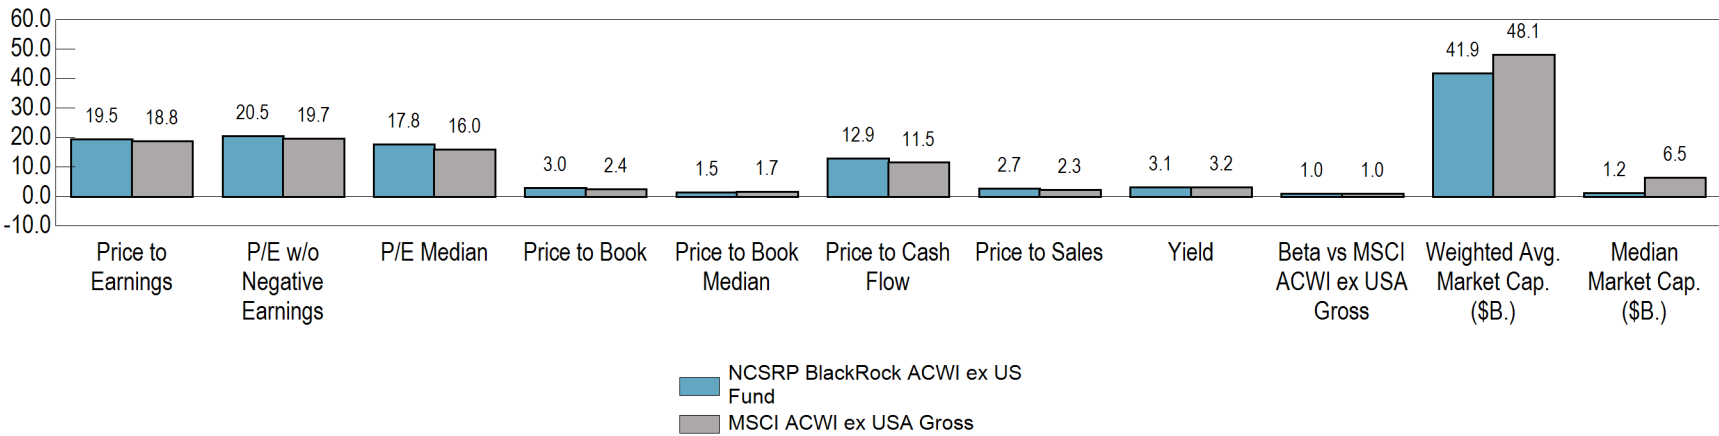 60.0
50.0
40.0
30.0
20.0
10.0
0.0
-10.0
19.5 18.8
20.5 19.7
17.8 16.0
3.0 2.4
1.5 1.7
12.9 11.5
2.7 2.3
3.1 3.2
1.0 1.0
41.9 48.1
1.2 6.5
Price to
Earnings
P/E w/o
Negative
Earnings
P/E Median
Price to Book
Price to Book
Median
Price to Cash
Flow
Price to Sales
Yield
Beta vs MSCI
ACWI ex USA
Gross
Weighted Avg.
Market Cap.
($B.)
Median
Market Cap.
($B.)
NCSRP BlackRock ACWI ex US
Fund
MSCI ACWI ex USA Gross